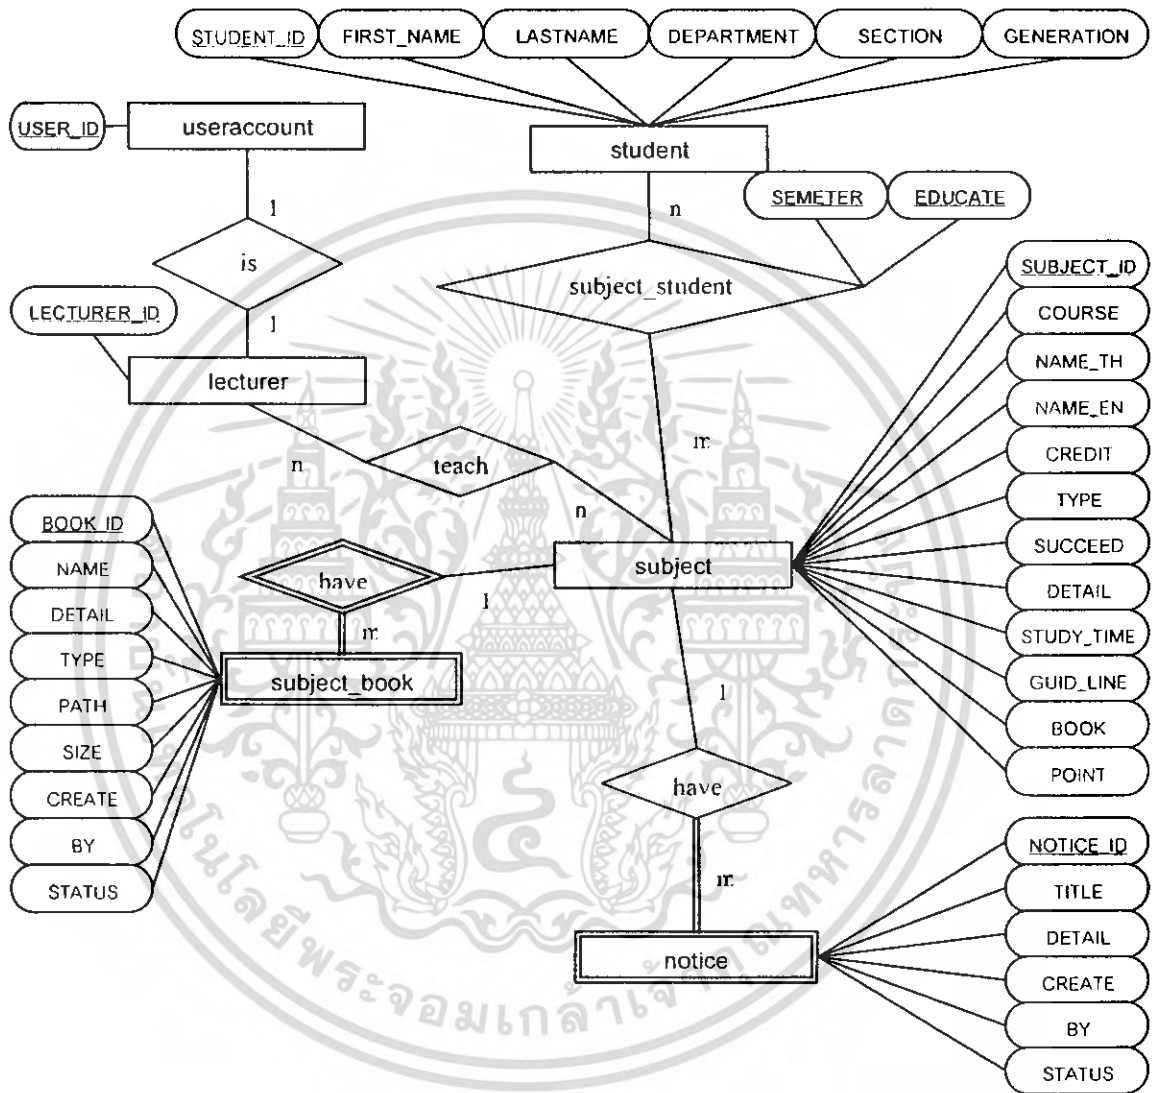 STUDENT_ID FIRST_NAME LASTNAME DEPARTMENT SECTION GENERATION
USER_ID useraccount
student
1
n
SEMETER EDUCATE
is
subject_student
LECTURER_ID
1
lecturer
SUBJECT_ID
COURSE
NAME_TH
NAME_EN
CREDIT
TYPE
SUCCEED
DETAIL
STUDY_TIME
GUID_LINE
BOOK
POINT
n
teach
n
m
subject
have
1
m
subject_book
BOOK_ID
NAME
DETAIL
TYPE
PATH
SIZE
CREATE
BY
STATUS
1
have
m
notice
NOTICE_ID
TITLE
DETAIL
CREATE
BY
STATUS